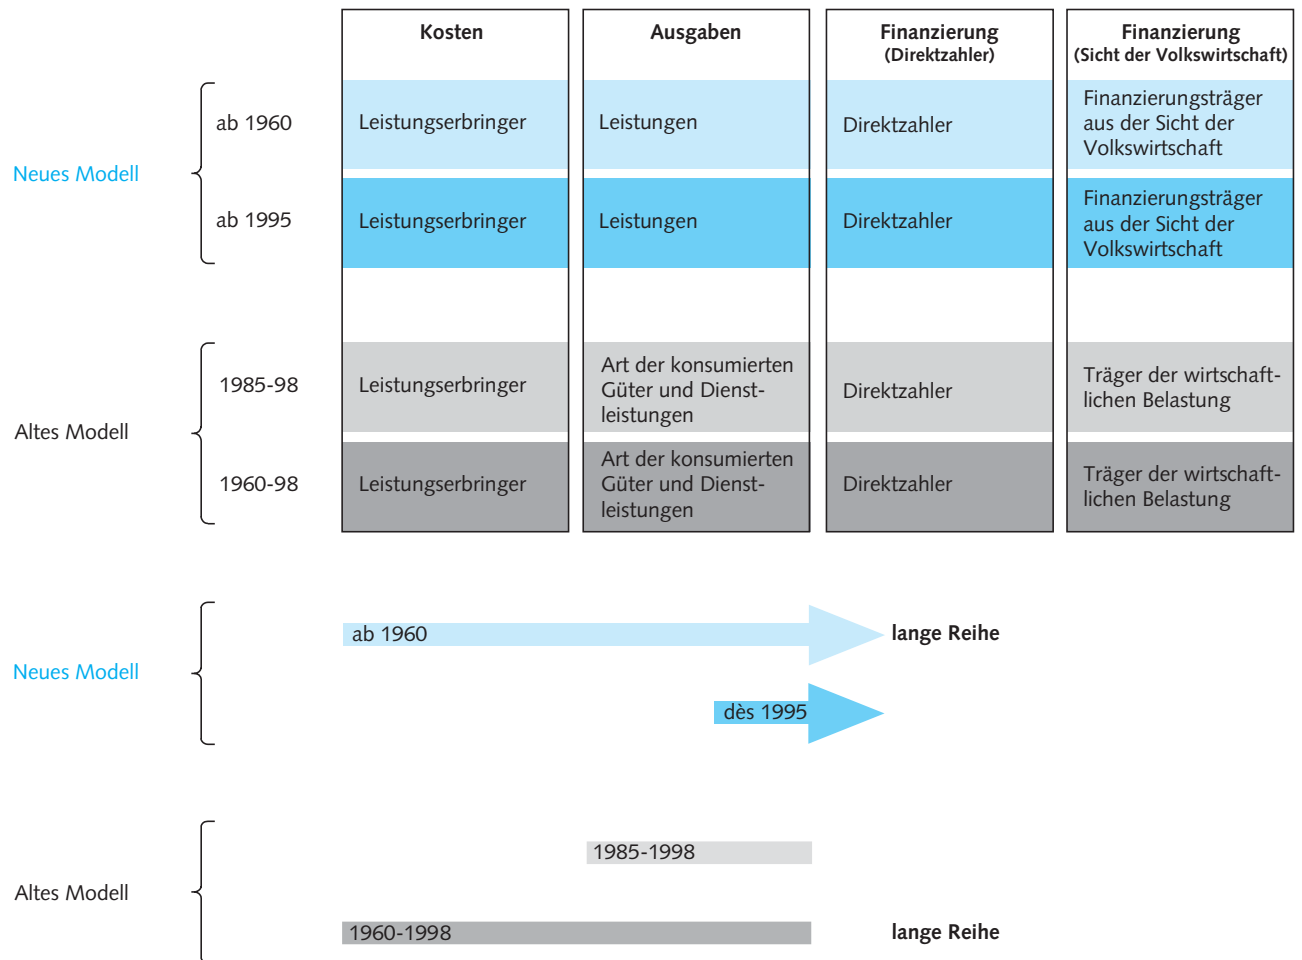 Kosten
Ausgaben
Finanzierung
(Direktzahler)
Finanzierung
(Sicht der Volkswirtschaft)
Neues Modell
ab 1960
Leistungserbringer
Leistungen
Direktzahler
Finanzierungsträger
aus der Sicht der
Volkswirtschaft
ab 1995
Leistungserbringer
Leistungen
Direktzahler
Finanzierungsträger
aus der Sicht der
Volkswirtschaft
Altes Modell
1985-98
Leistungserbringer
Art der konsumierten
Güter und Dienst-
leistungen
Direktzahler
Träger der wirtschaft-
lichen Belastung
1960-98
Leistungserbringer
Art der konsumierten
Güter und Dienst-
leistungen
Direktzahler
Träger der wirtschaft-
lichen Belastung
Neues Modell
ab 1960
lange Reihe
dès 1995
Altes Modell
1985-1998
1960-1998
lange Reihe